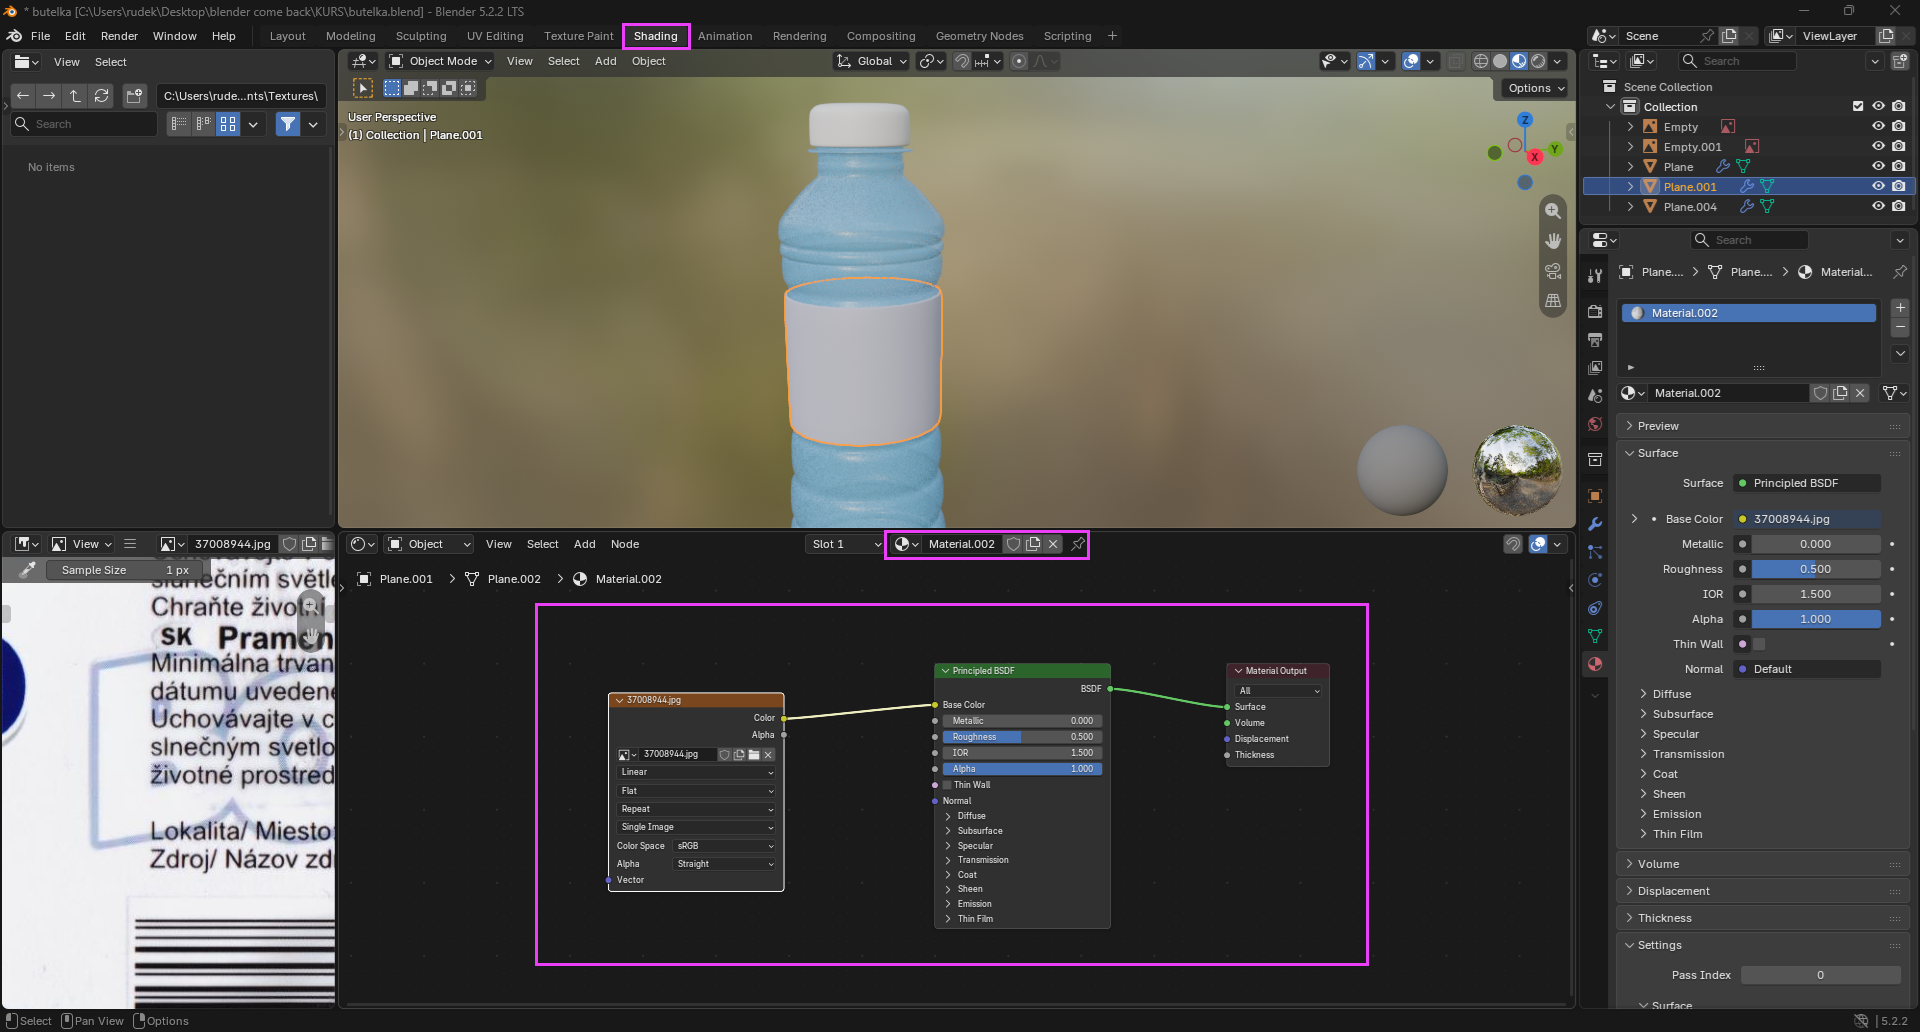 * butelka [C:\Users\rudek\Desktop\blender come back\KURS\butelka.blend] - Blender 5.2.2 LTS
File Edit Render Window Help Layout Modeling Sculpting UV Editing Texture Paint Shading Animation Rendering Compositing Geometry Nodes Scripting + Scene ViewLayer
View Select
Object Mode View Select Add Object Global
Search
C:\Users\rude...nts\Textures\
Search
No items
Options
User Perspective
(1) Collection | Plane.001
Z
Y
X
Scene Collection
Collection
Empty
Empty.001
Plane
Plane.001
Plane.004
Search
Plane.... > Plane.... > Material...
Material.002
Material.002
Preview
Surface
Surface Principled BSDF
Base Color 37008944.jpg
Metallic 0.000
Roughness 0.500
IOR 1.500
Alpha 1.000
Thin Wall
Normal Default
Diffuse
Subsurface
Specular
Transmission
Coat
Sheen
Emission
Thin Film
Volume
Displacement
Thickness
Settings
Pass Index 0
Surface
View 37008944.jpg
Sample Size 1 px
slunečním světle
Chraňte životní
SK Pramen
Minimálna trvan
dátumu uvedene
Uchovávajte v c
slnečným svetlo
životné prostred
Lokalita/ Miesto
Zdroj/ Názov zd
Object View Select Add Node Slot 1 Material.002
Plane.001 > Plane.002 > Material.002
37008944.jpg
Color
Alpha
37008944.jpg
Linear
Flat
Repeat
Single Image
Color Space sRGB
Alpha Straight
Vector
Principled BSDF
BSDF
Base Color
Metallic 0.000
Roughness 0.500
IOR 1.500
Alpha 1.000
Thin Wall
Normal
Diffuse
Subsurface
Specular
Transmission
Coat
Sheen
Emission
Thin Film
Material Output
All
Surface
Volume
Displacement
Thickness
Select Pan View Options 5.2.2